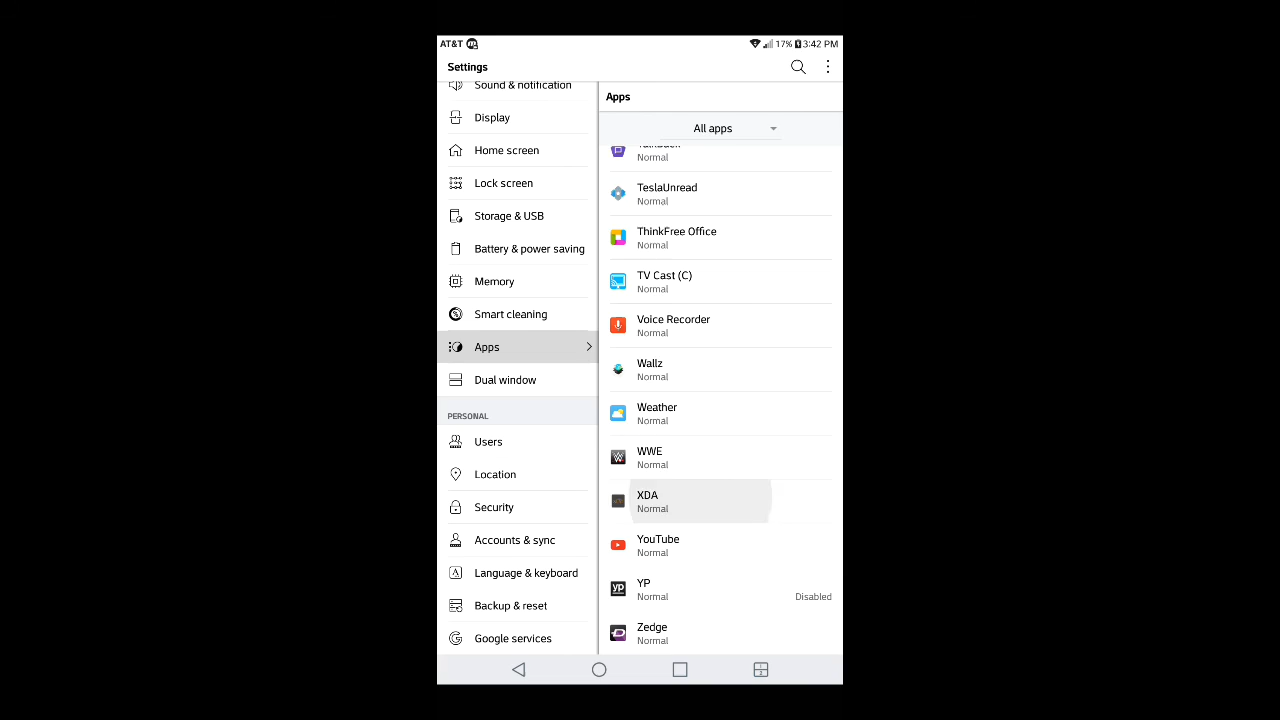 AT&T
17% 3:42 PM
Settings
Sound & notification
Display
Home screen
Lock screen
Storage & USB
Battery & power saving
Memory
Smart cleaning
Apps
Dual window
PERSONAL
Users
Location
Security
Accounts & sync
Language & keyboard
Backup & reset
Google services
Apps
All apps
Normal
TeslaUnread
Normal
ThinkFree Office
Normal
TV Cast (C)
Normal
Voice Recorder
Normal
Wallz
Normal
Weather
Normal
WWE
Normal
XDA
Normal
YouTube
Normal
YP
Normal
Disabled
Zedge
Normal